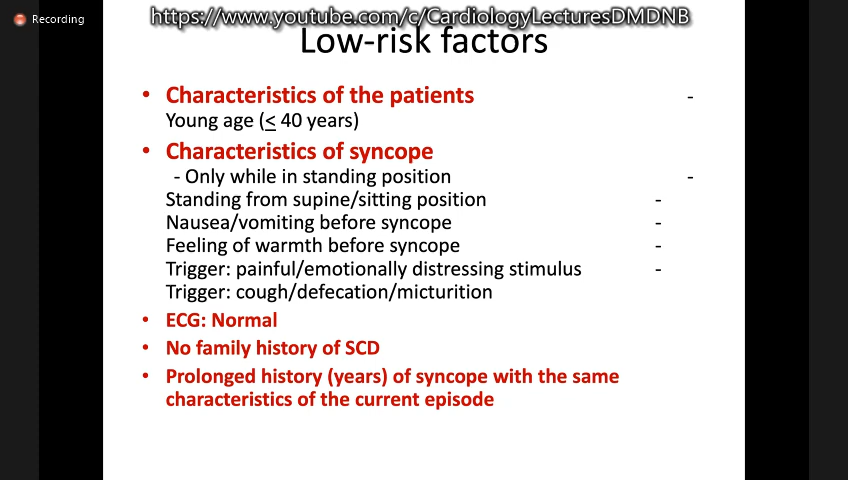 Recording
https://www.youtube.com/c/CardiologyLecturesDMDNB
Low-risk factors
• Characteristics of the patients -
Young age (≤ 40 years)
• Characteristics of syncope
- Only while in standing position -
Standing from supine/sitting position -
Nausea/vomiting before syncope -
Feeling of warmth before syncope -
Trigger: painful/emotionally distressing stimulus -
Trigger: cough/defecation/micturition
• ECG: Normal
• No family history of SCD
• Prolonged history (years) of syncope with the same
characteristics of the current episode